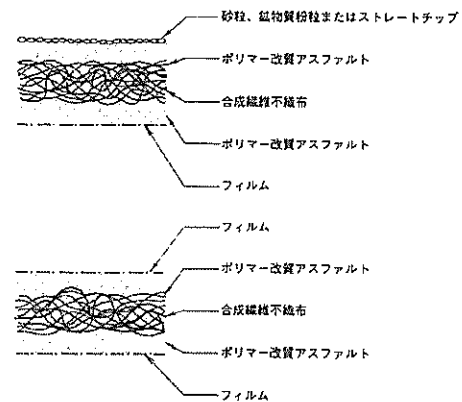 砂粒、鉱物質粉粒またはストレートチップ
ポリマー改質アスファルト
合成繊維不織布
ポリマー改質アスファルト
フィルム
フィルム
ポリマー改質アスファルト
合成繊維不織布
ポリマー改質アスファルト
フィルム